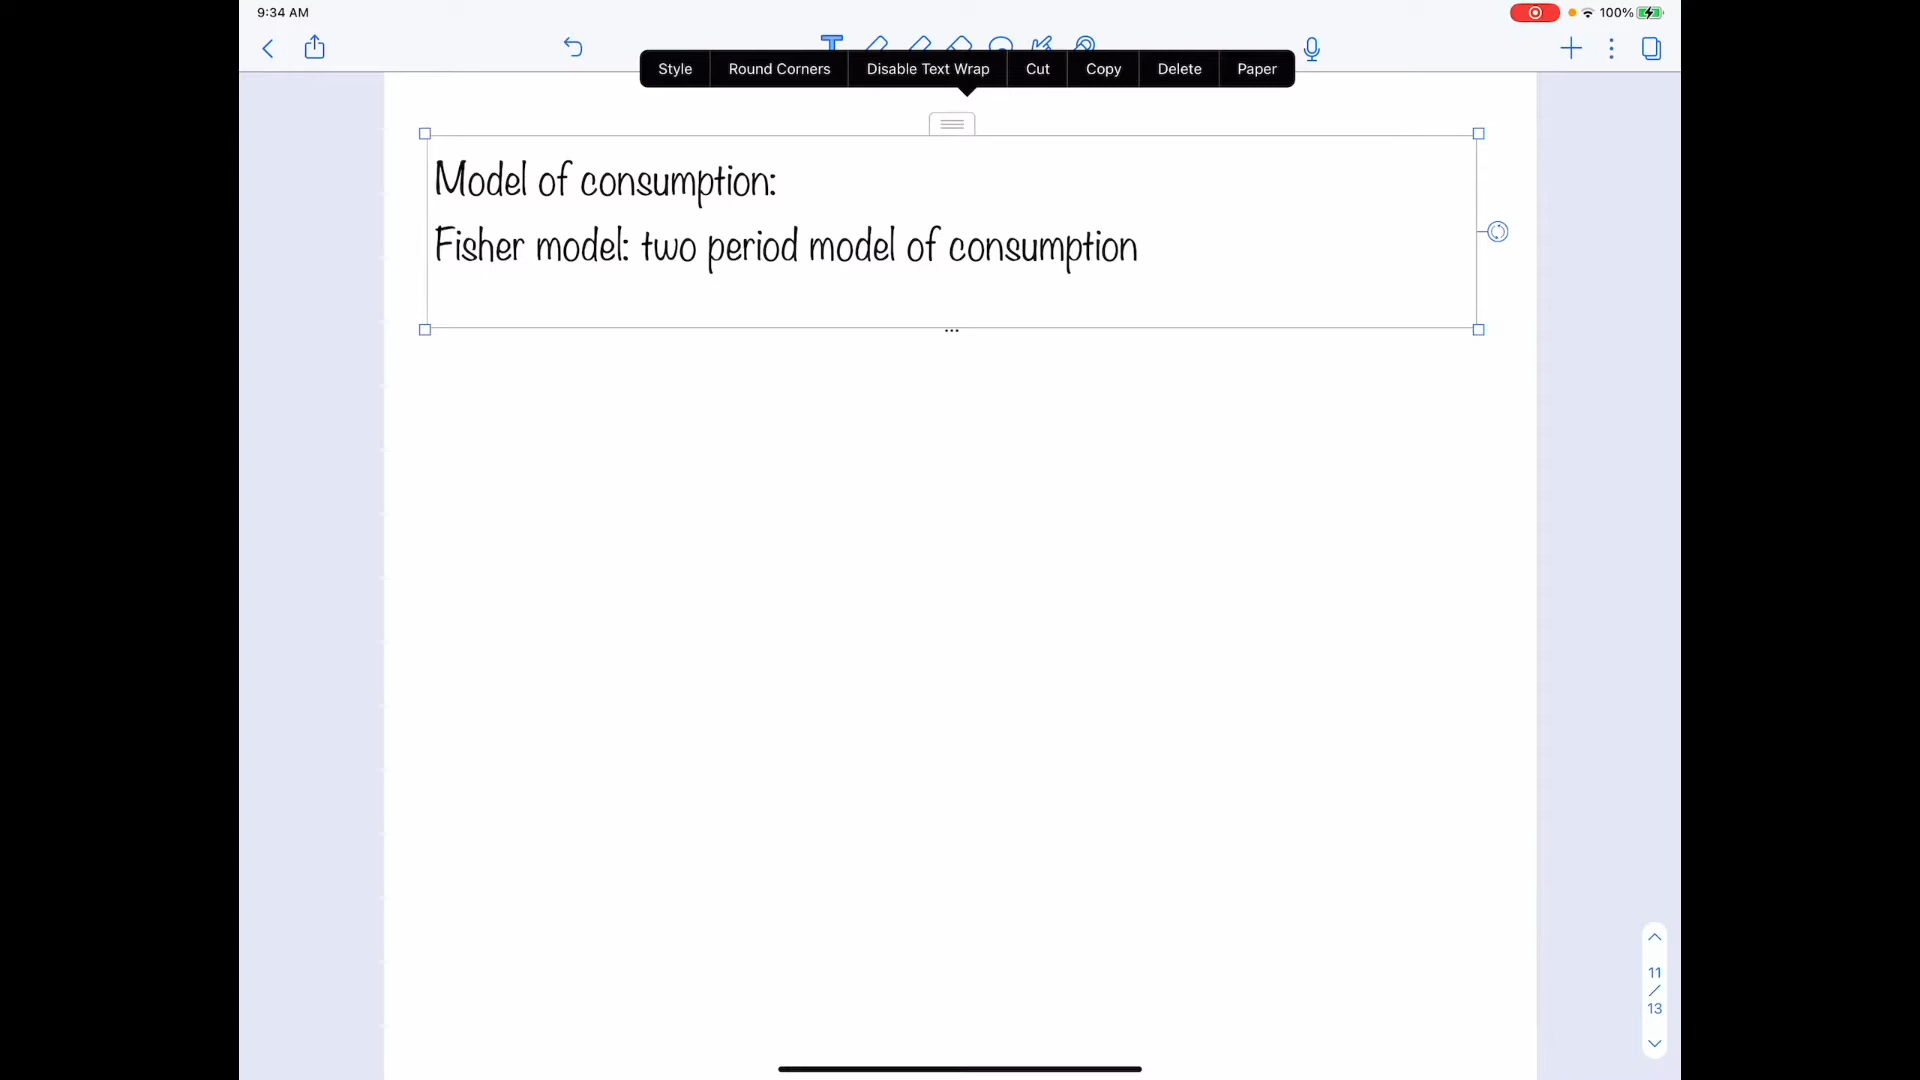 9:34 AM
100%
Style Round Corners Disable Text Wrap Cut Copy Delete Paper
Model of consumption:
Fisher model: two period model of consumption
11
/
13